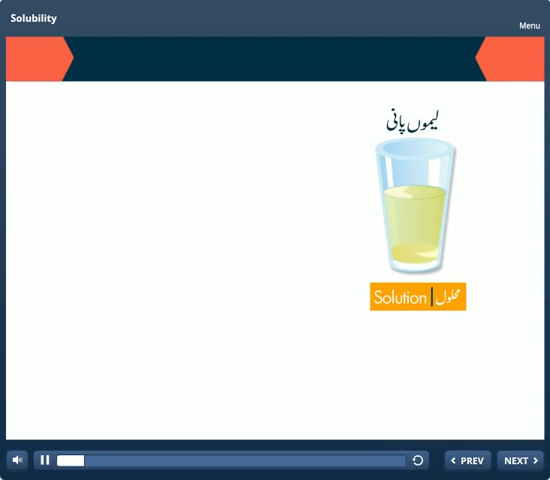 Solubility
Menu
لیموں پانی
Solution | محلول
PREV
NEXT